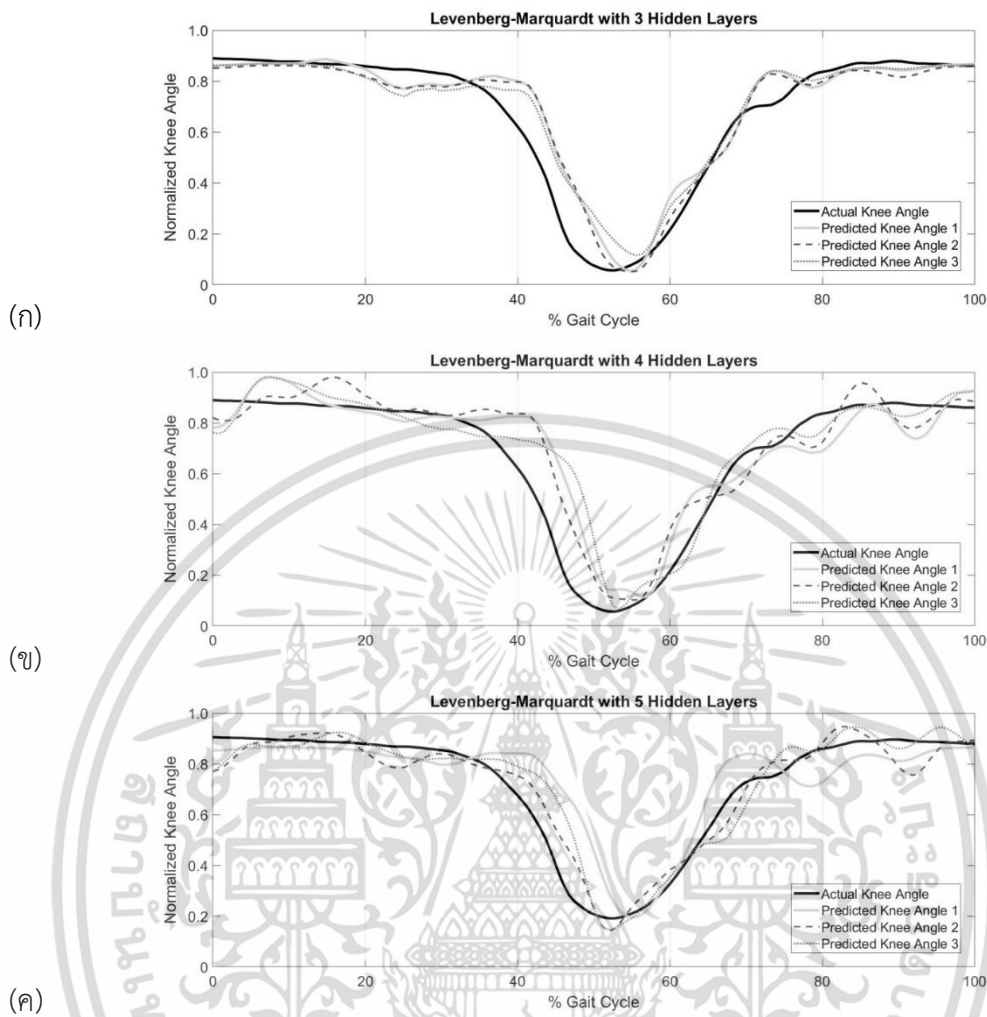 Levenberg-Marquardt with 3 Hidden Layers
1.0
0.8
0.6
0.4
0.2
0
Normalized Knee Angle
Actual Knee Angle
Predicted Knee Angle 1
Predicted Knee Angle 2
Predicted Knee Angle 3
0 20 40 60 80 100
% Gait Cycle
(ก)
Levenberg-Marquardt with 4 Hidden Layers
1.0
0.8
0.6
0.4
0.2
0
Normalized Knee Angle
Actual Knee Angle
Predicted Knee Angle 1
Predicted Knee Angle 2
Predicted Knee Angle 3
0 20 40 60 80 100
% Gait Cycle
(ข)
Levenberg-Marquardt with 5 Hidden Layers
1.0
0.8
0.6
0.4
0.2
0
Normalized Knee Angle
Actual Knee Angle
Predicted Knee Angle 1
Predicted Knee Angle 2
Predicted Knee Angle 3
0 20 40 60 80 100
% Gait Cycle
(ค)